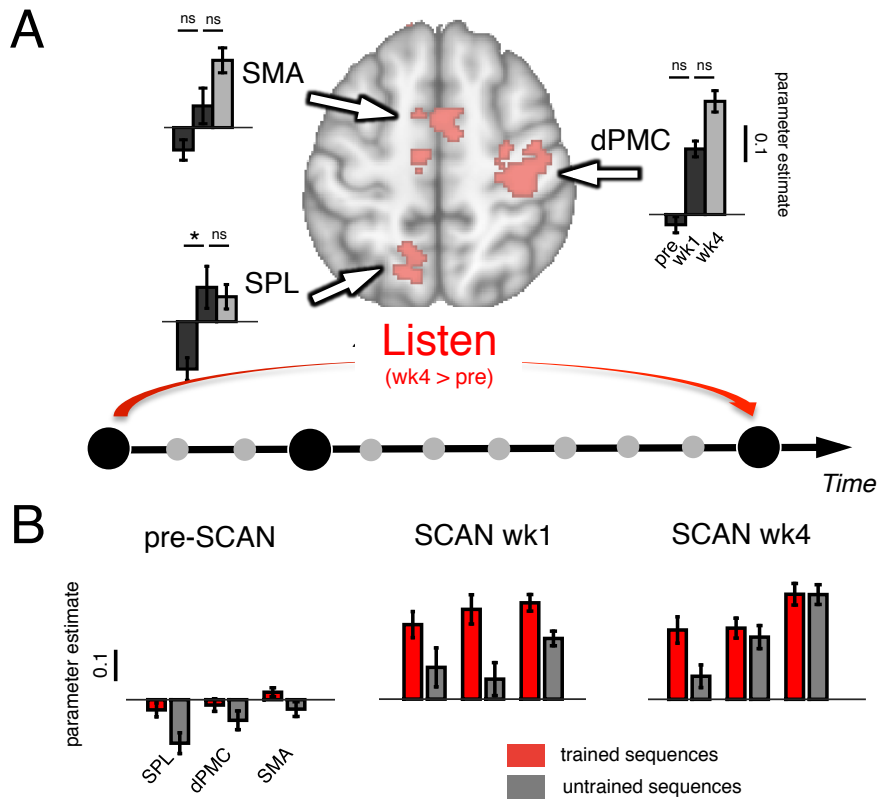 A
ns ns
SMA
ns ns
dPMC
parameter estimate
0.1
pre
wk1
wk4
* ns
SPL
Listen
(wk4 > pre)
Time
B
pre-SCAN
SCAN wk1
SCAN wk4
parameter estimate
0.1
SPL
dPMC
SMA
trained sequences
untrained sequences